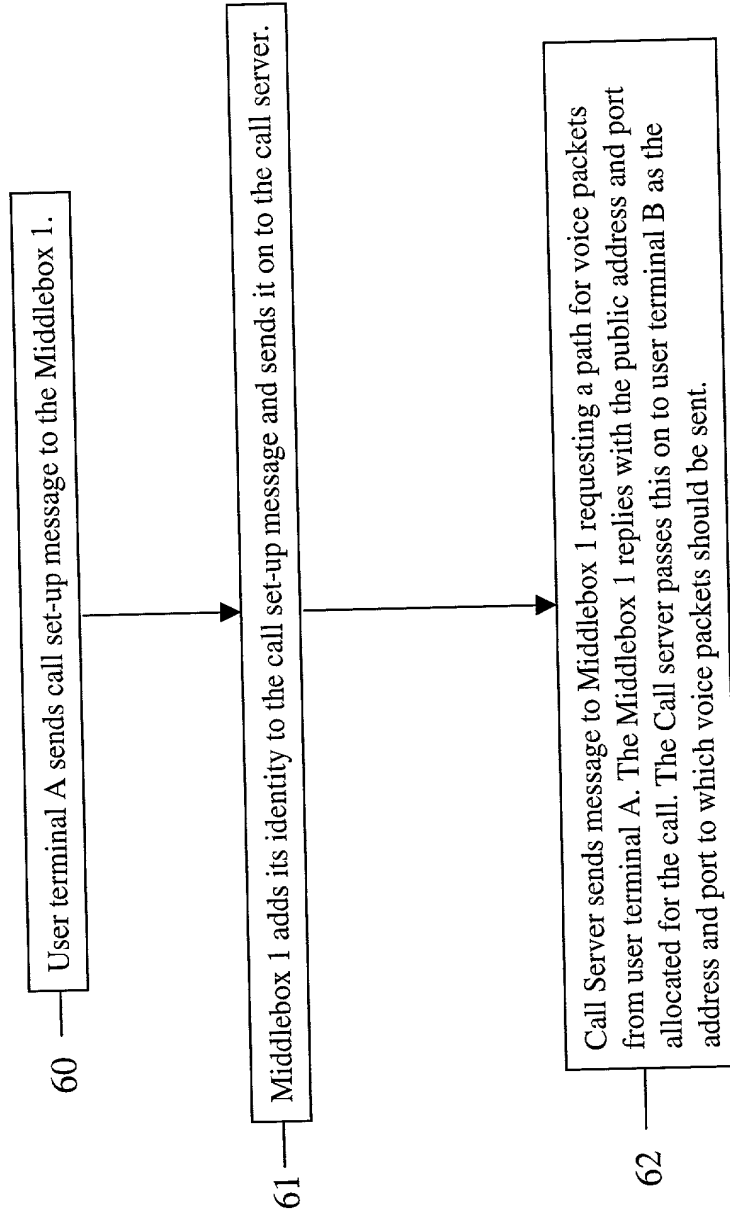 60
User terminal A sends call set-up message to the Middlebox 1.
61
Middlebox 1 adds its identity to the call set-up message and sends it on to the call server.
62
Call Server sends message to Middlebox 1 requesting a path for voice packets
from user terminal A. The Middlebox 1 replies with the public address and port
allocated for the call. The Call server passes this on to user terminal B as the
address and port to which voice packets should be sent.